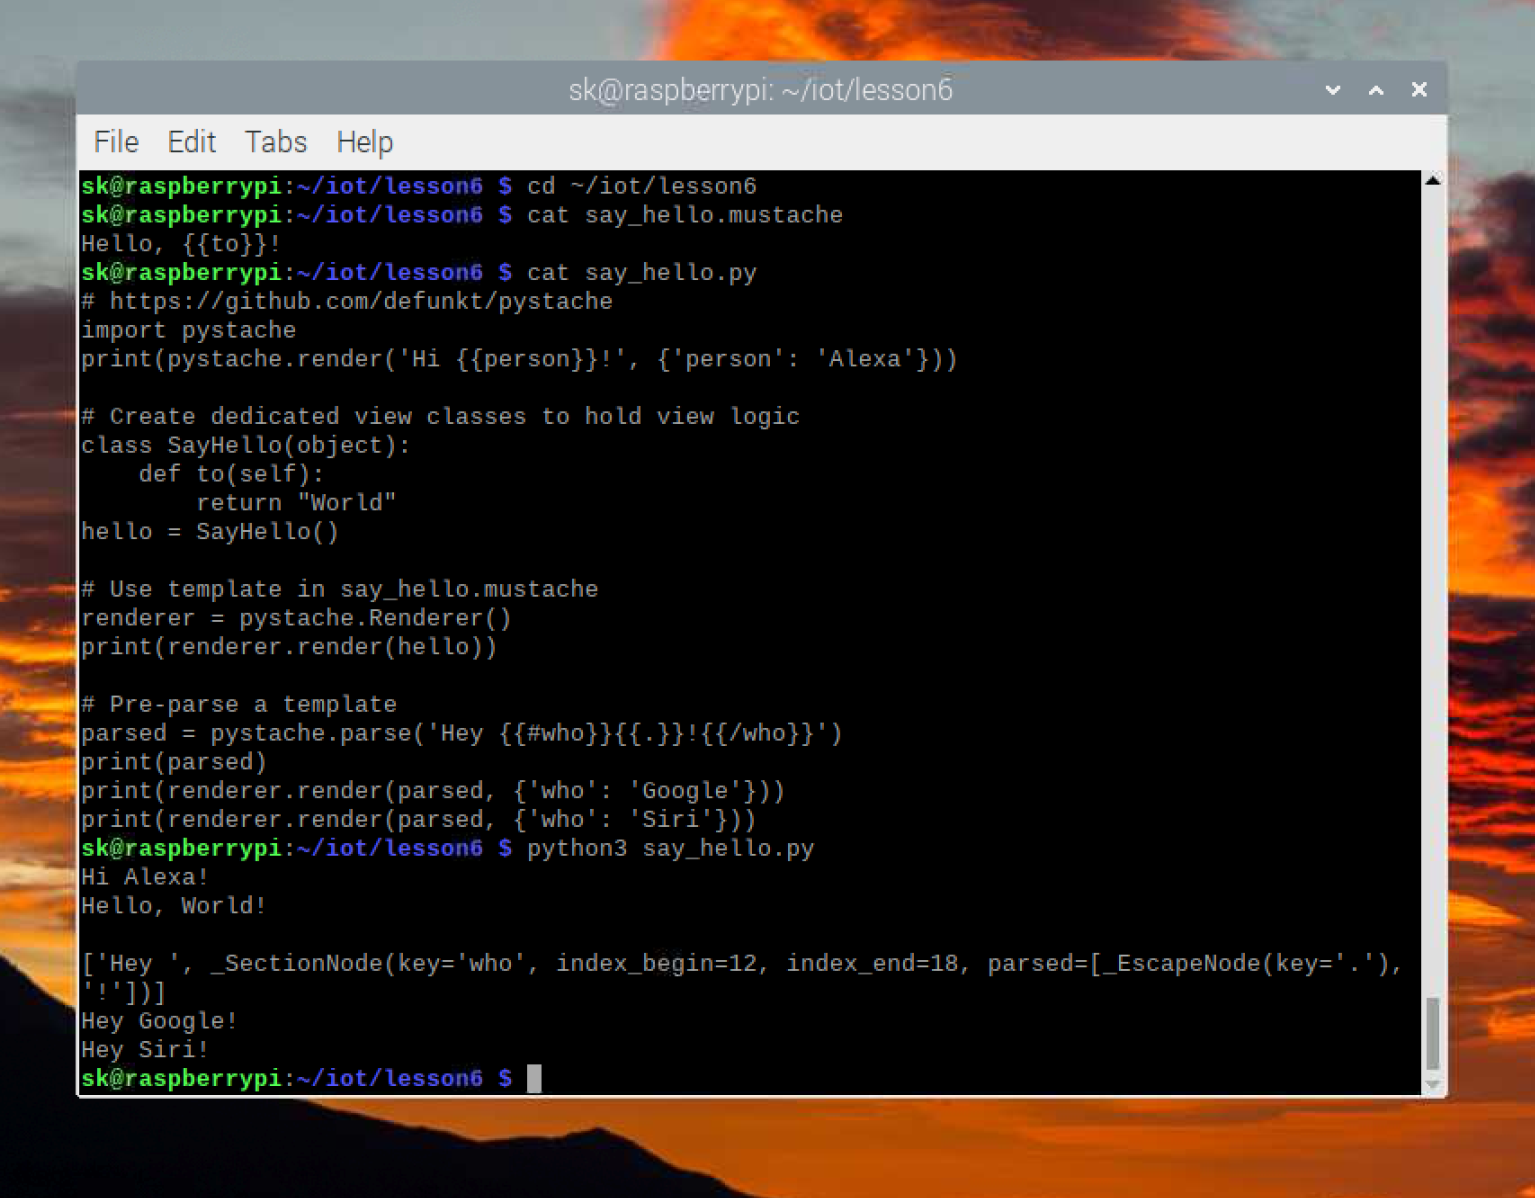 sk@raspberrypi: ~/iot/lesson6
File Edit Tabs Help
sk@raspberrypi:~/iot/lesson6 $ cd ~/iot/lesson6
sk@raspberrypi:~/iot/lesson6 $ cat say_hello.mustache
Hello, {{to}}!
sk@raspberrypi:~/iot/lesson6 $ cat say_hello.py
# https://github.com/defunkt/pystache
import pystache
print(pystache.render('Hi {{person}}!', {'person': 'Alexa'}))

# Create dedicated view classes to hold view logic
class SayHello(object):
    def to(self):
        return "World"
hello = SayHello()

# Use template in say_hello.mustache
renderer = pystache.Renderer()
print(renderer.render(hello))

# Pre-parse a template
parsed = pystache.parse('Hey {{#who}}{{.}}!{{/who}}')
print(parsed)
print(renderer.render(parsed, {'who': 'Google'}))
print(renderer.render(parsed, {'who': 'Siri'}))
sk@raspberrypi:~/iot/lesson6 $ python3 say_hello.py
Hi Alexa!
Hello, World!

['Hey ', _SectionNode(key='who', index_begin=12, index_end=18, parsed=[_EscapeNode(key='.'),
'!'])]
Hey Google!
Hey Siri!
sk@raspberrypi:~/iot/lesson6 $